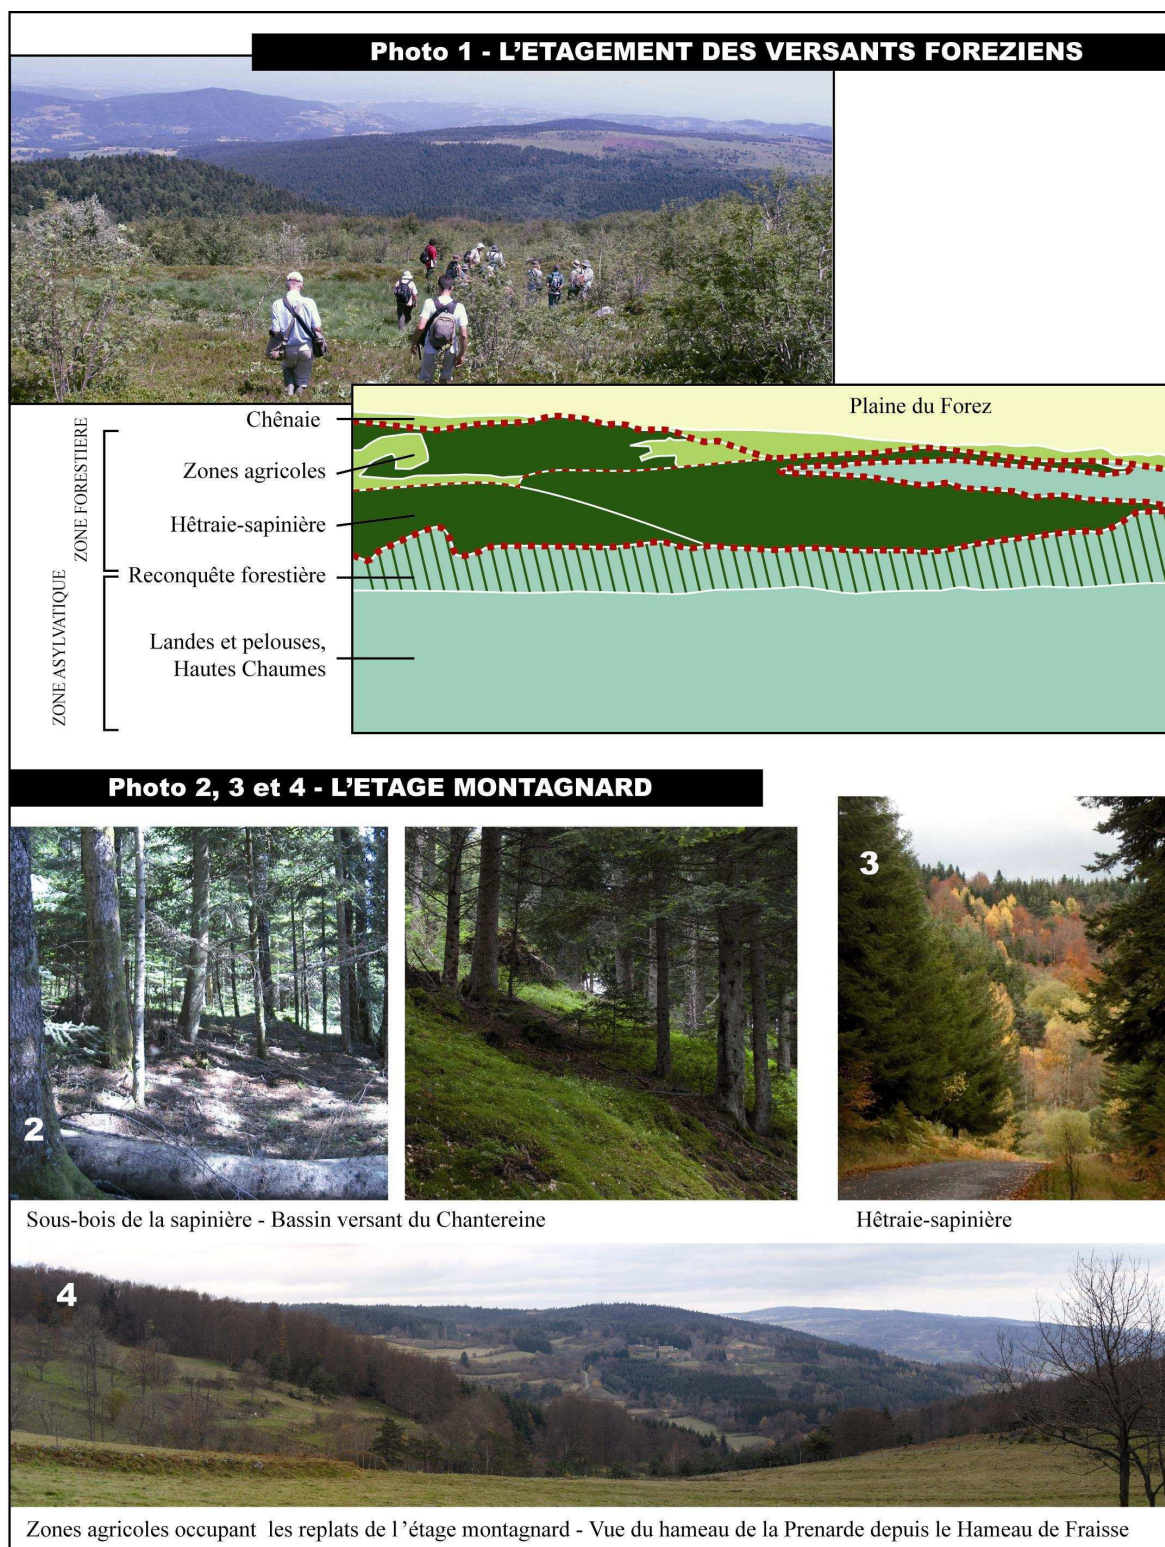 Photo 1 - L'ETAGEMENT DES VERSANTS FOREZIENS
Plaine du Forez
ZONE FORESTIERE
Chênaie
Zones agricoles
Hêtraie-sapinière
ZONE ASYLVATIQUE
Reconquête forestière
Landes et pelouses,
Hautes Chaumes
Photo 2, 3 et 4 - L'ETAGE MONTAGNARD
2
3
Sous-bois de la sapinière - Bassin versant du Chantereine
Hêtraie-sapinière
4
Zones agricoles occupant les replats de l'étage montagnard - Vue du hameau de la Prenarde depuis le Hameau de Fraisse